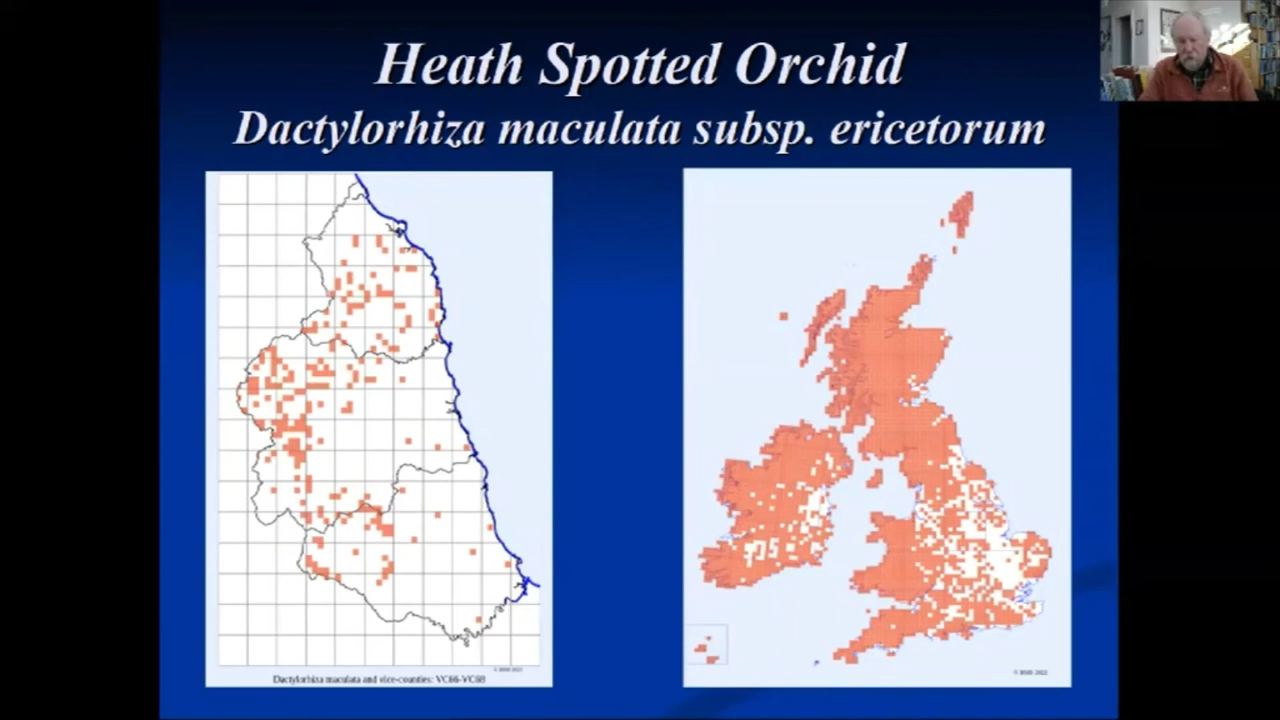 Heath Spotted Orchid
Dactylorhiza maculata subsp. ericetorum
Dactylorhiza maculata and vice-counties: VC66-VC68